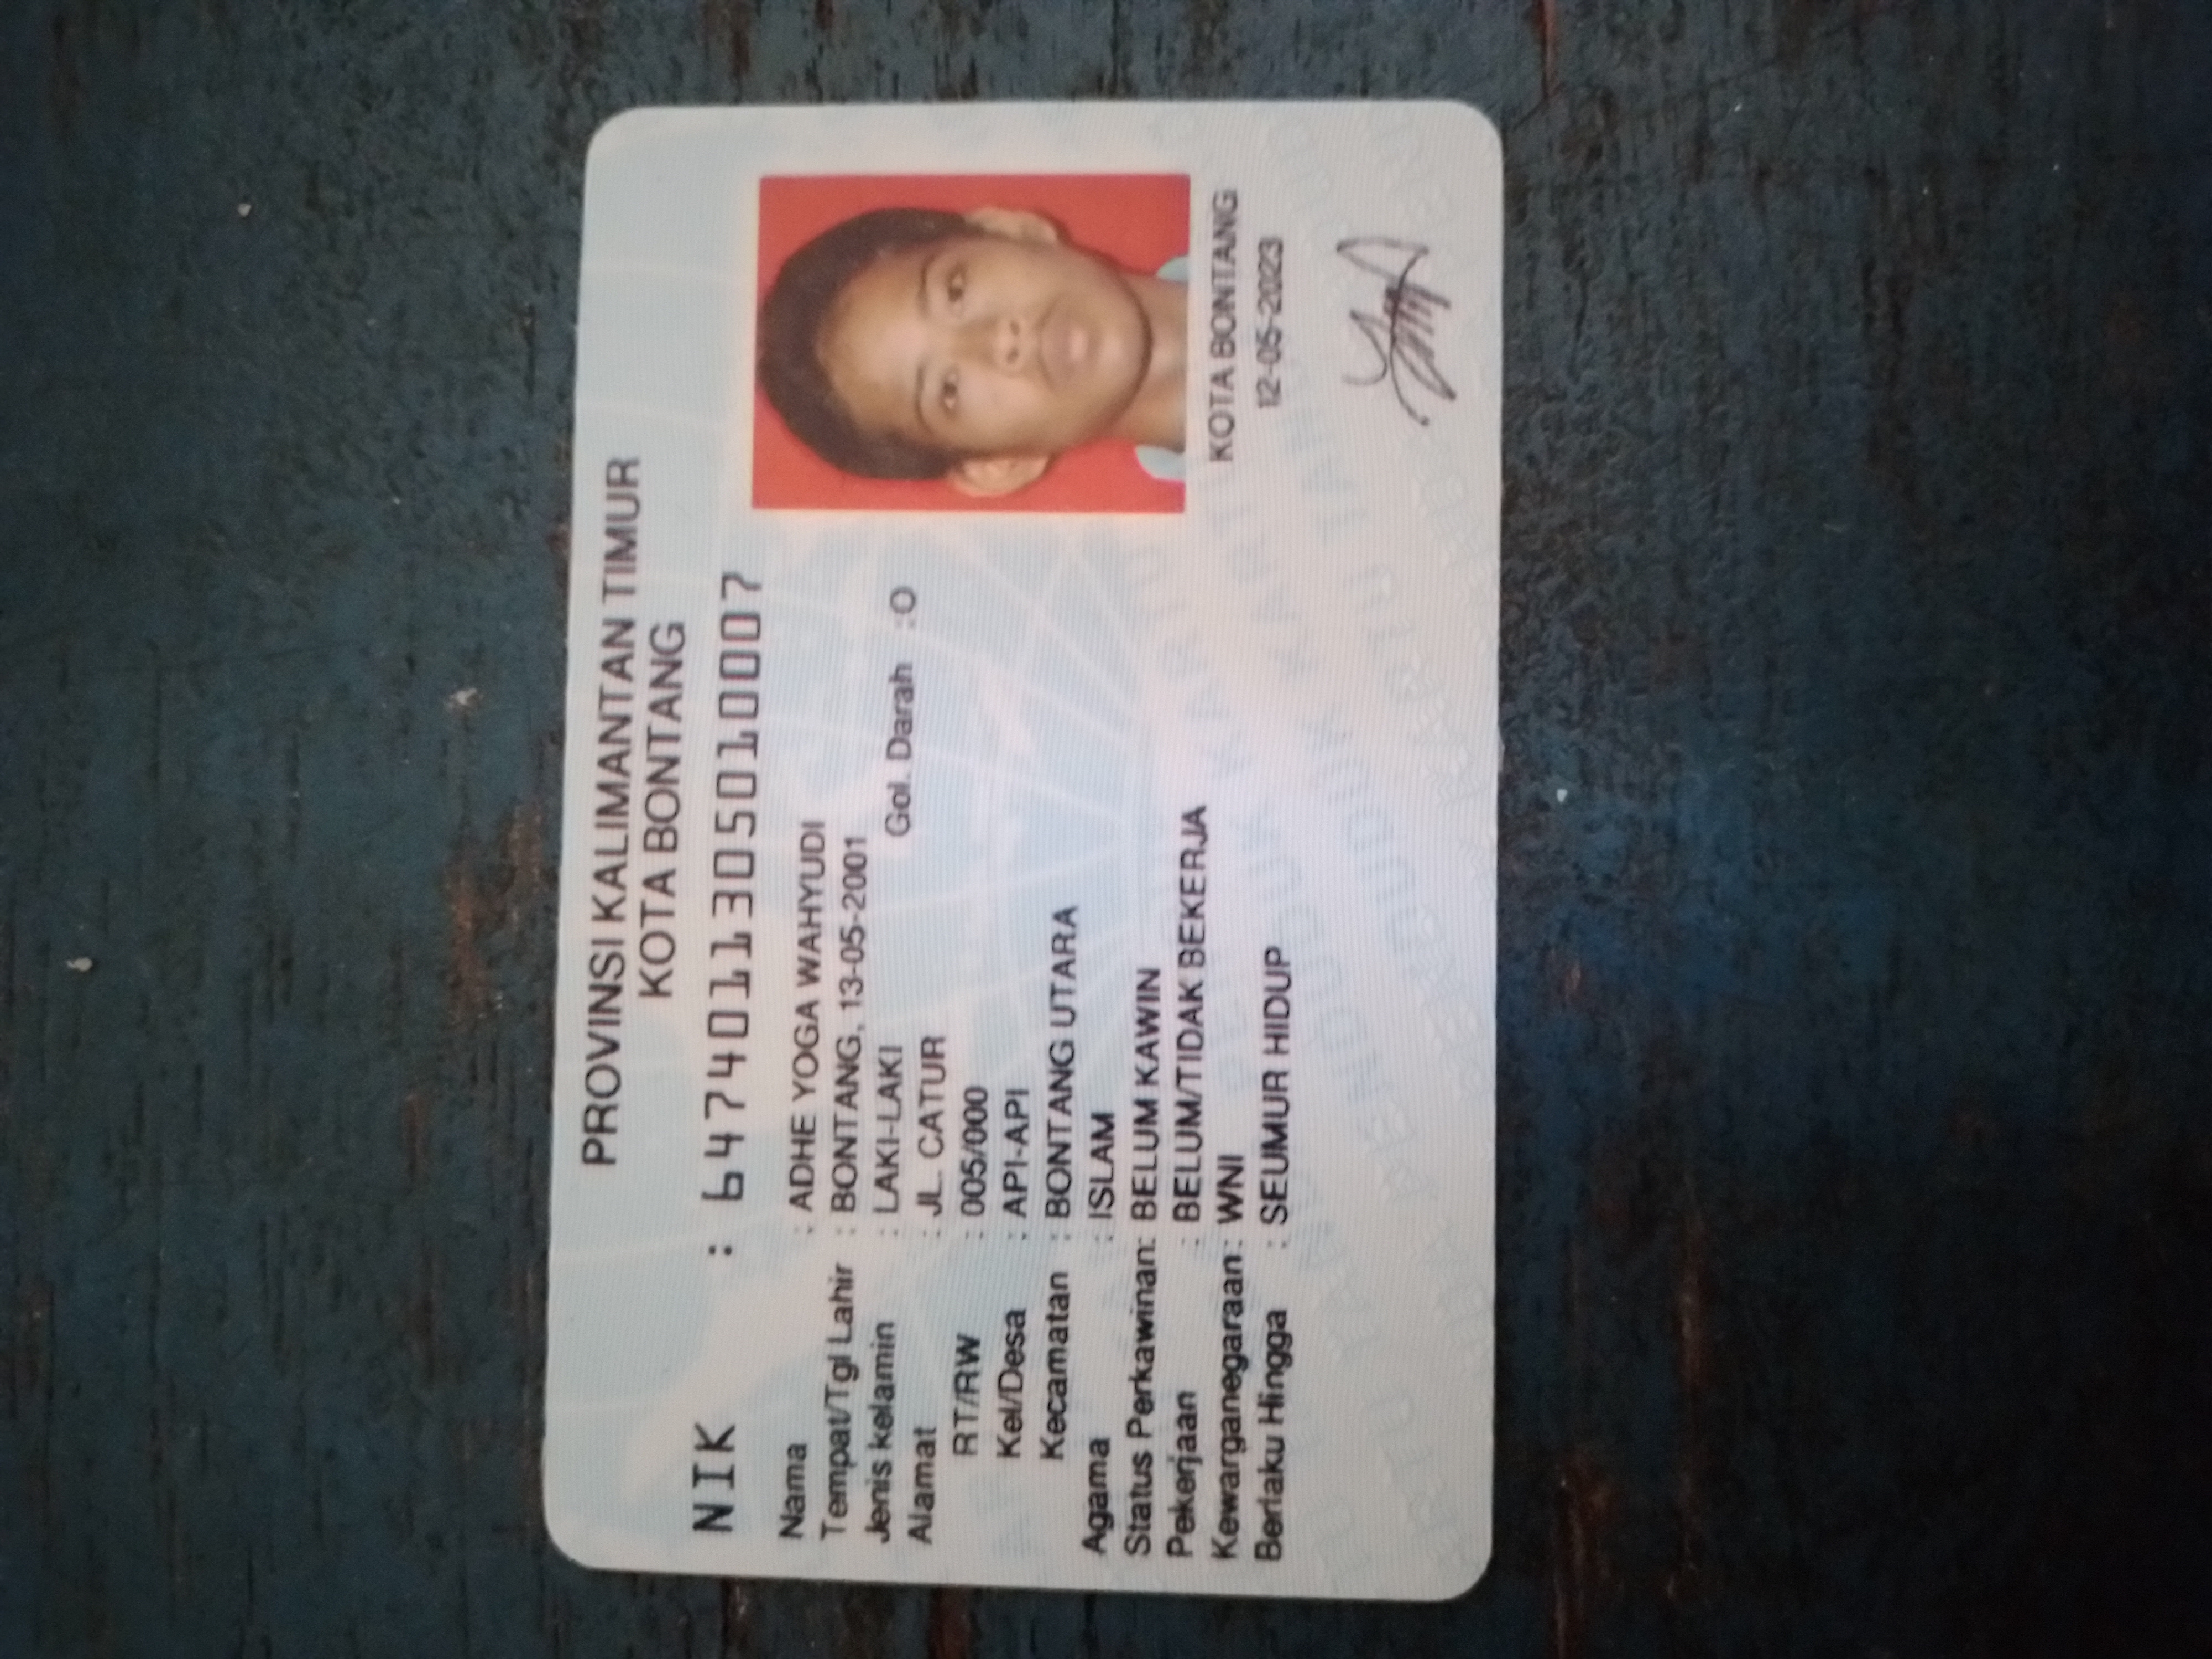 PROVINSI KALIMANTAN TIMUR
KOTA BONTANG
NIK : 6474011305010007
Nama : ADHE YOGA WAHYUDI
Tempat/Tgl Lahir : BONTANG, 13-05-2001
Jenis kelamin : LAKI-LAKI Gol. Darah : O
Alamat : JL. CATUR
RT/RW : 005/000
Kel/Desa : API-API
Kecamatan : BONTANG UTARA
Agama : ISLAM
Status Perkawinan: BELUM KAWIN
Pekerjaan : BELUM/TIDAK BEKERJA
Kewarganegaraan: WNI
Berlaku Hingga : SEUMUR HIDUP
KOTA BONTANG
12-05-2023